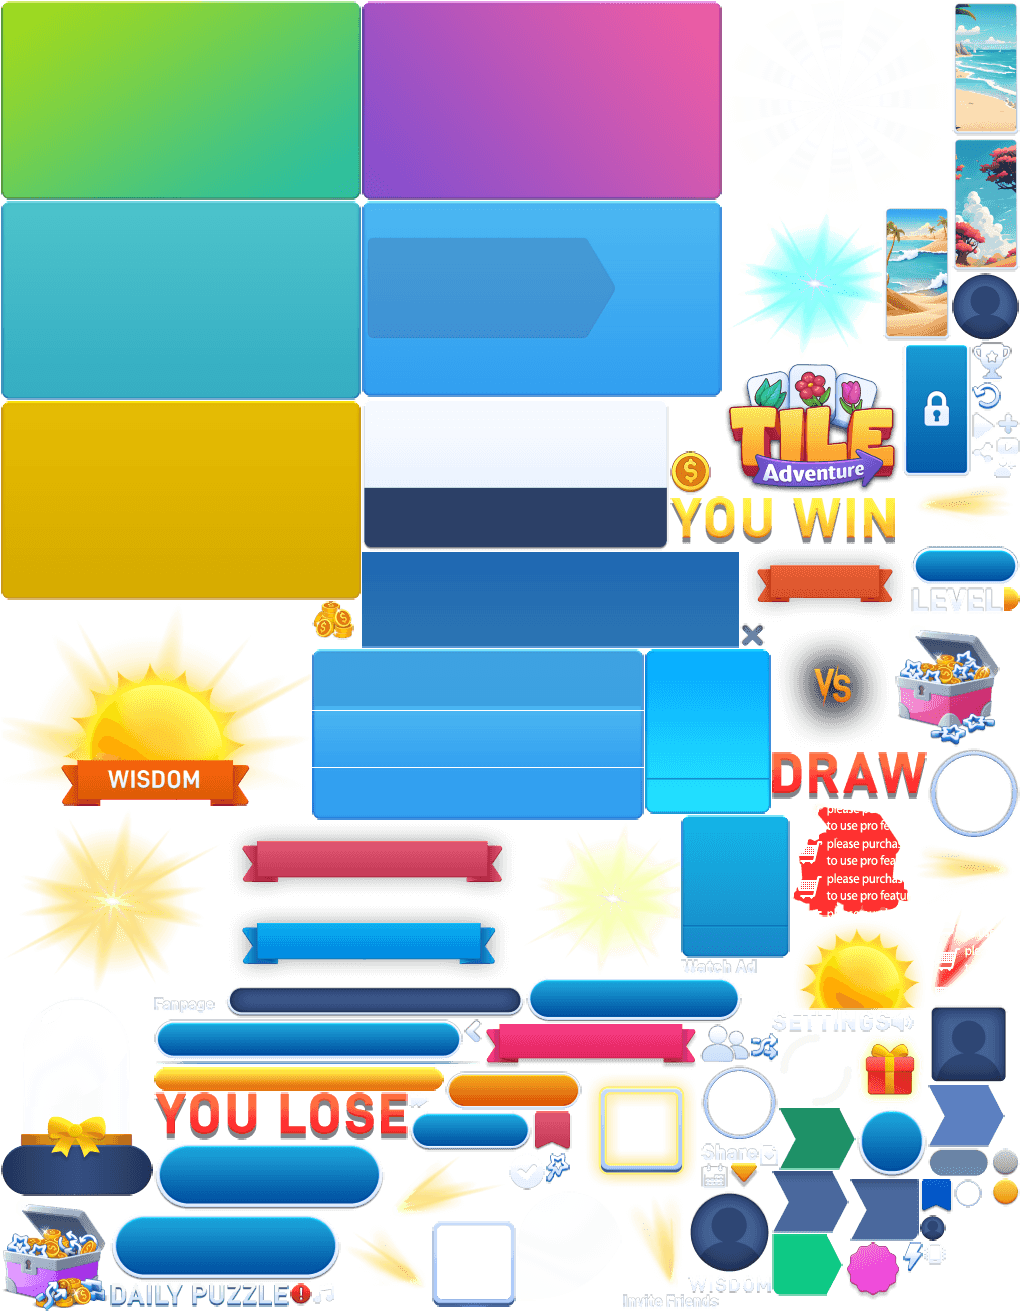 TILE
Adventure
$
YOU WIN
LEVEL
VS
WISDOM
DRAW
to use pro fe
please purcha
to use pro fea
please purcha
to use pro featu
Watch Ad
Fanpage
SETTINGS
YOU LOSE
Share
WISDOM
DAILY PUZZLE
Invite Friends